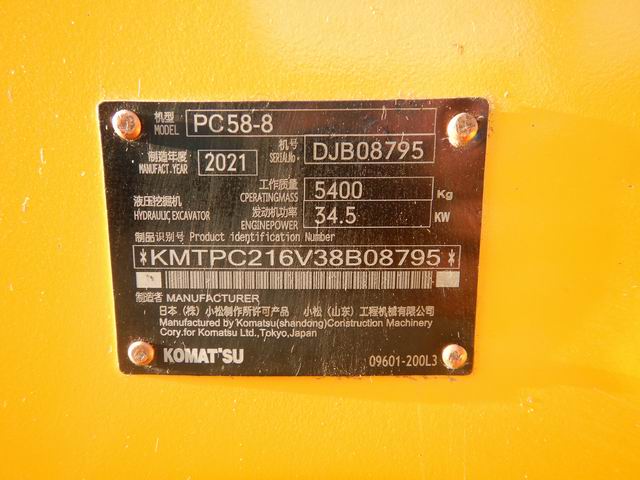 机型 MODEL PC58-8
制造年度 MANUFACT.YEAR 2021 机号 SERIALNo DJB08795
液压挖掘机 HYDRAULIC EXCAVATOR
工作质量 CPERATINGMASS 5400 Kg
发动机功率 ENGINEPOWER 34.5 KW
制品识别号 Product identification Number
*KMTPC216V38B08795*
制造者 MANUFACTURER
日本（株）小松制作所许可产品 小松（山东）工程机械有限公司
Manufactured by Komatsu(shandong)Construction Machinery
Cory.for Komatsu Ltd.,Tokyo,Japan
KOMAT'SU 09601-200L3